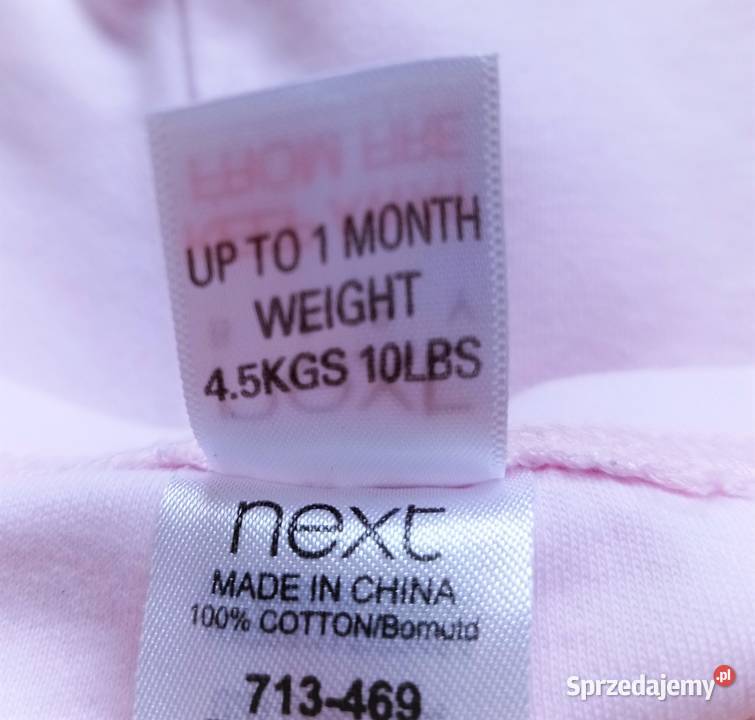 UP TO 1 MONTH
WEIGHT
4.5KGS 10LBS
next
MADE IN CHINA
100% COTTON/Bomuld
713-469
Sprzedajemy.pl